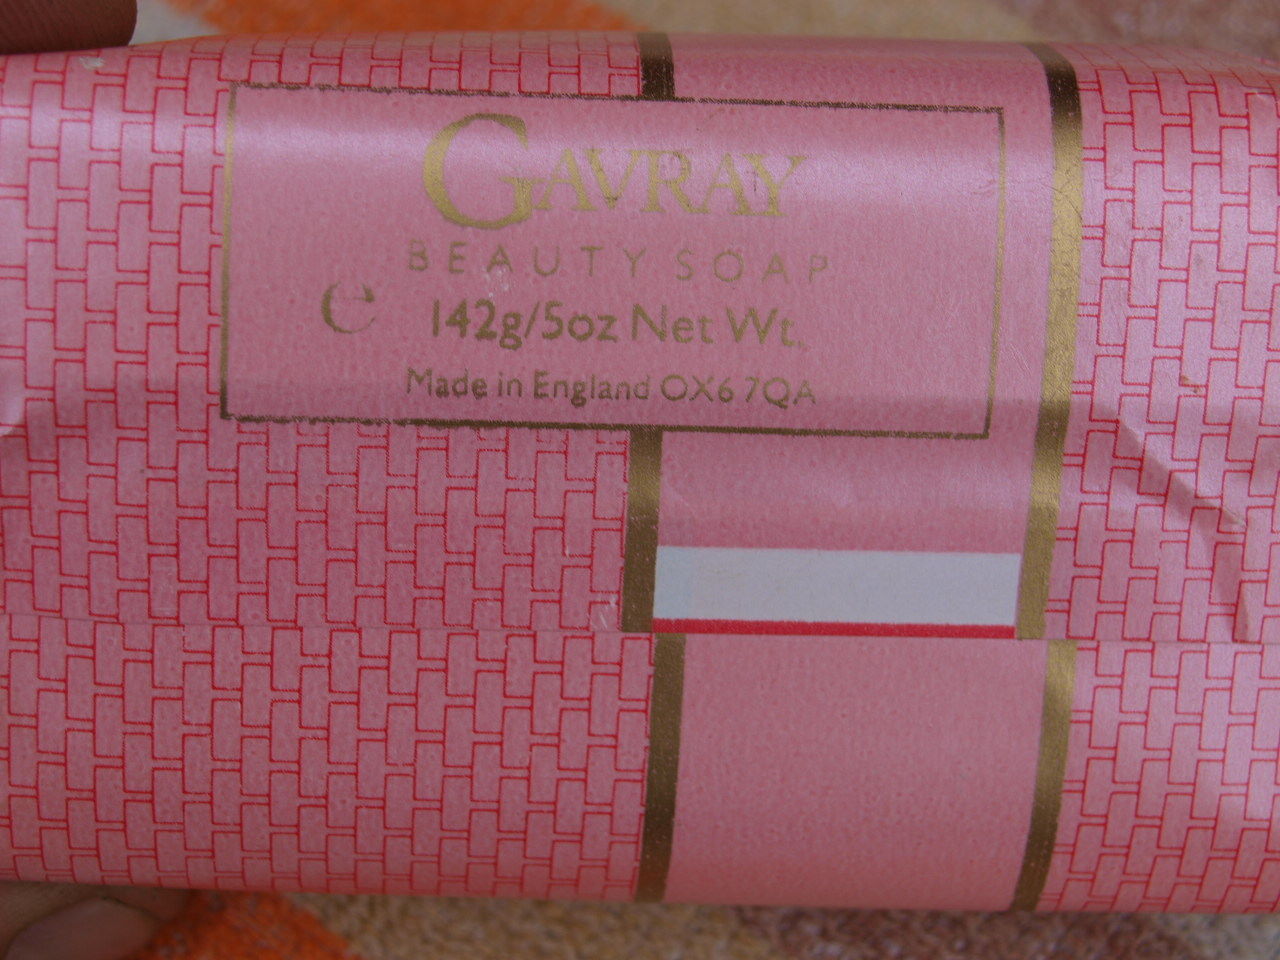 GAVRAY
BEAUTY SOAP
e 142g/5oz Net Wt.
Made in England OX6 7QA